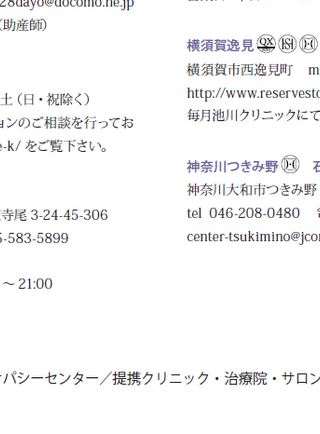 28dayo@docomo.ne.jp
（助産師）
土（日・祝除く）
ョンのご相談を行ってお
e-k/ をご覧下さい。
寺尾 3-24-45-306
5-583-5899
～ 21:00
横須賀逸見
横須賀市西逸見町
http://www.reservesto
毎月池川クリニックにて
神奈川つきみ野
神奈川大和市つきみ野
tel 046-208-0480
center-tsukimino@jcom
パシーセンター／提携クリニック・治療院・サロン